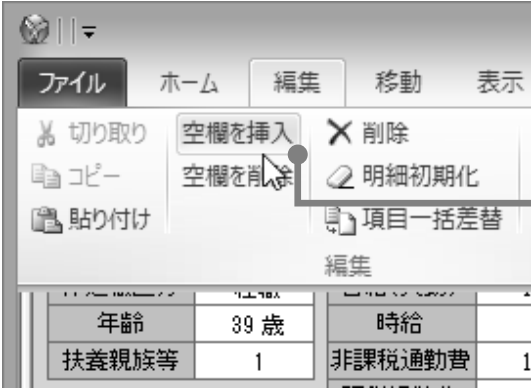 ファイル ホーム 編集 移動 表示
切り取り 空欄を挿入 削除
コピー 空欄を削除 明細初期化
貼り付け 項目一括差替
編集
年齢 39 歳 時給
扶養親族等 1 非課税通勤費 1